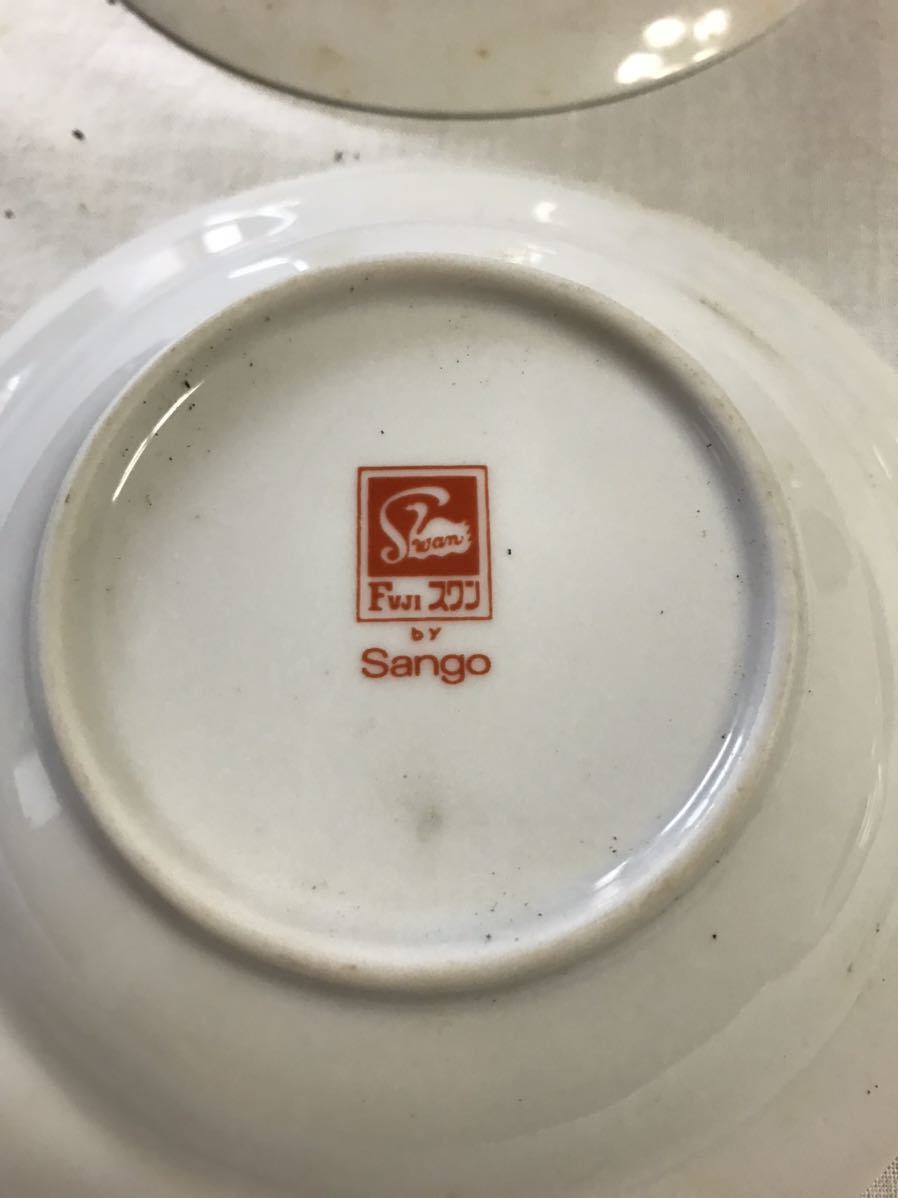 Swan
FUJI スワン
by
Sango